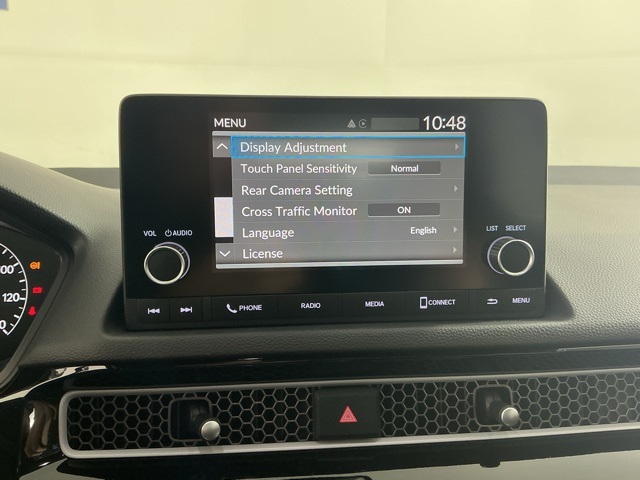 MENU 10:48
Display Adjustment
Touch Panel Sensitivity Normal
Rear Camera Setting
Cross Traffic Monitor ON
Language English
License
VOL AUDIO
LIST SELECT
PHONE RADIO MEDIA CONNECT MENU
100
120